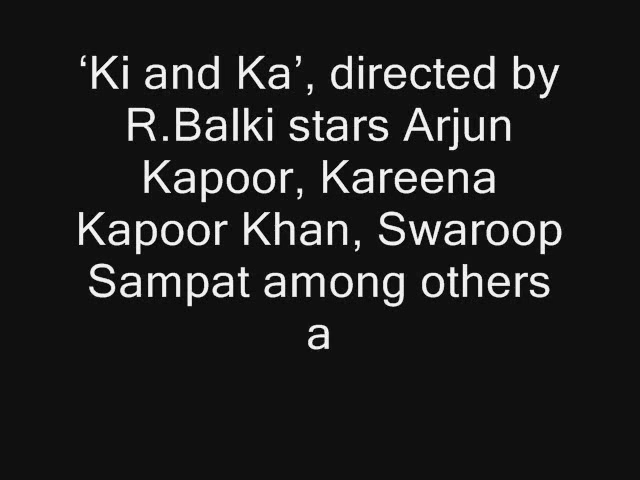 ‘Ki and Ka’, directed by
R.Balki stars Arjun
Kapoor, Kareena
Kapoor Khan, Swaroop
Sampat among others
a